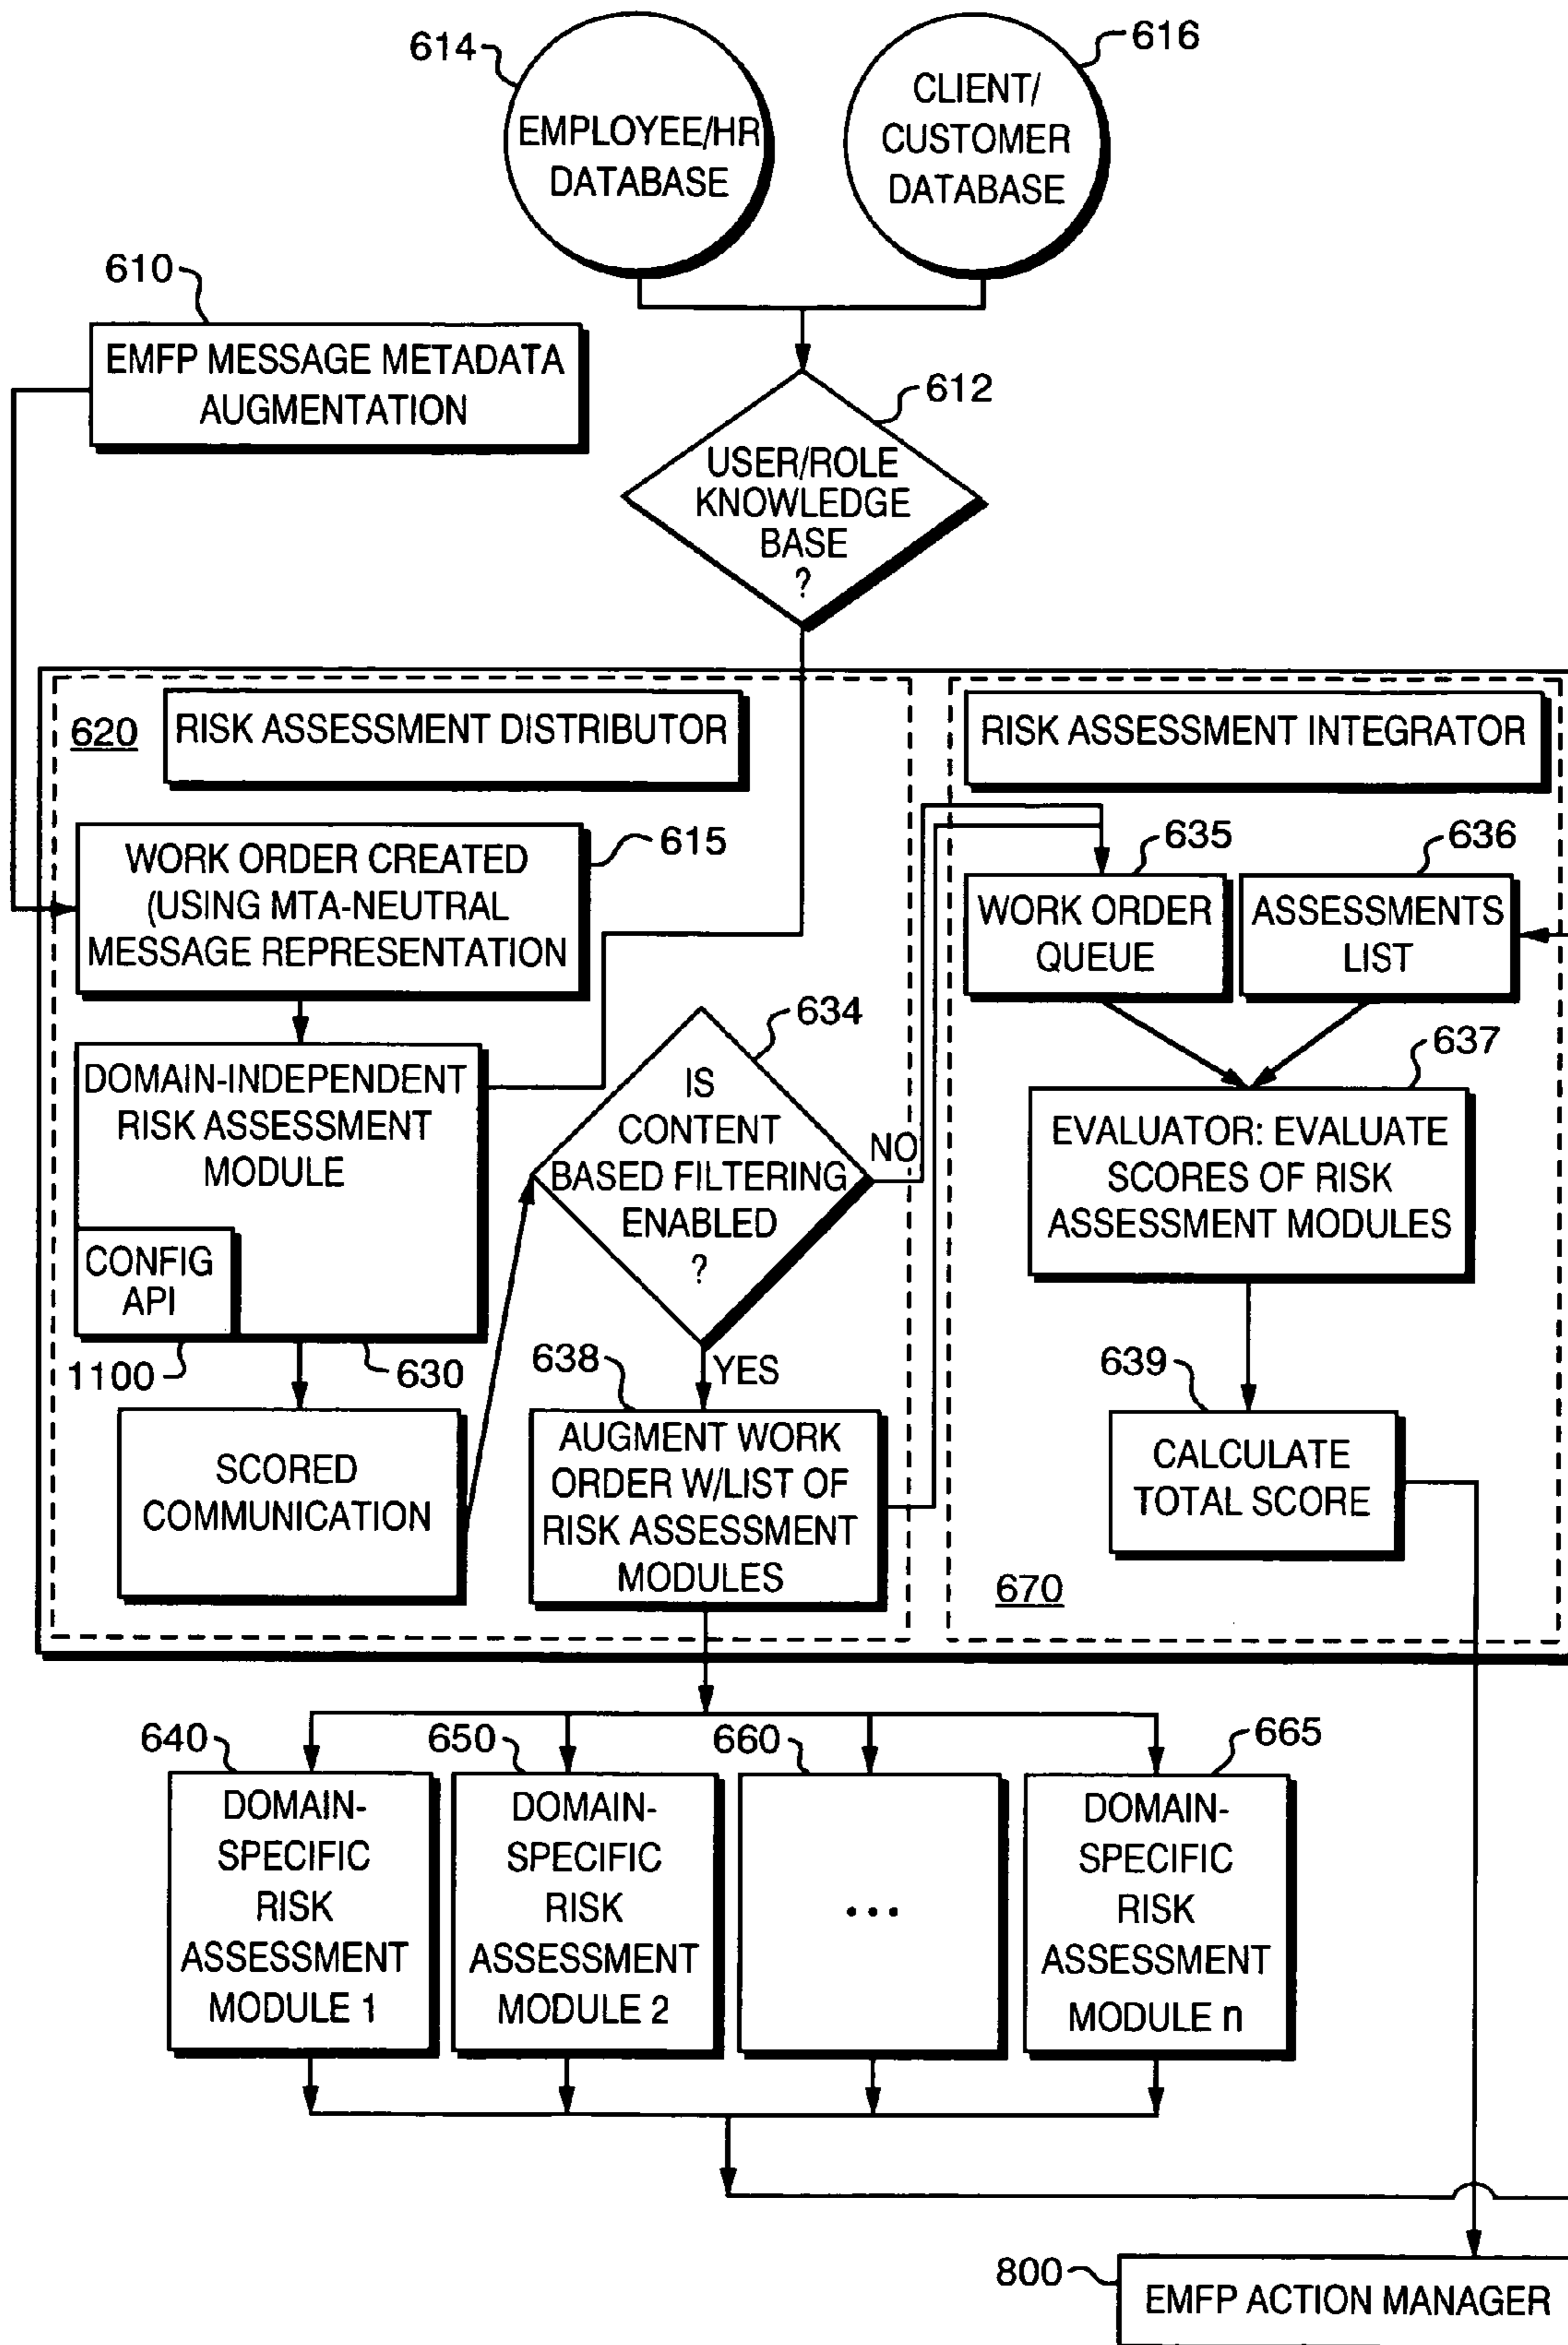 614
EMPLOYEE/HR
DATABASE
616
CLIENT/
CUSTOMER
DATABASE
610
EMFP MESSAGE METADATA
AUGMENTATION
612
USER/ROLE
KNOWLEDGE
BASE
?
620
RISK ASSESSMENT DISTRIBUTOR
RISK ASSESSMENT INTEGRATOR
615
WORK ORDER CREATED
(USING MTA-NEUTRAL
MESSAGE REPRESENTATION
635
WORK ORDER
QUEUE
636
ASSESSMENTS
LIST
DOMAIN-INDEPENDENT
RISK ASSESSMENT
MODULE
CONFIG
API
1100
630
634
IS
CONTENT
BASED FILTERING
ENABLED
?
NO
YES
637
EVALUATOR: EVALUATE
SCORES OF RISK
ASSESSMENT MODULES
SCORED
COMMUNICATION
638
AUGMENT WORK
ORDER W/LIST OF
RISK ASSESSMENT
MODULES
639
CALCULATE
TOTAL SCORE
670
640
DOMAIN-
SPECIFIC
RISK
ASSESSMENT
MODULE 1
650
DOMAIN-
SPECIFIC
RISK
ASSESSMENT
MODULE 2
660
...
665
DOMAIN-
SPECIFIC
RISK
ASSESSMENT
MODULE n
800
EMFP ACTION MANAGER